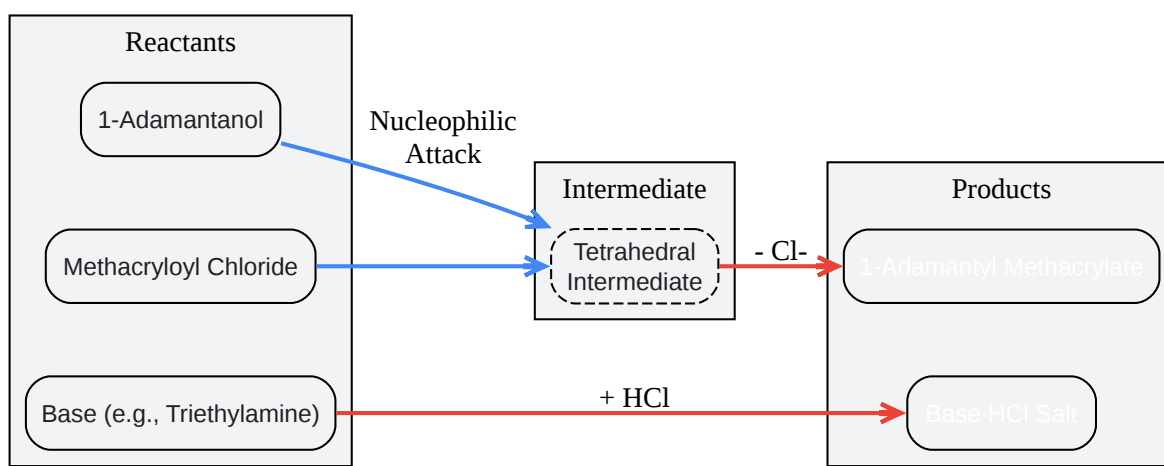 Reactants
1-Adamantanol
Nucleophilic
Attack
Methacryloyl Chloride
Base (e.g., Triethylamine)
Intermediate
Tetrahedral
Intermediate
- Cl-
+ HCl
Products
1-Adamantyl Methacrylate
Base-HCl Salt